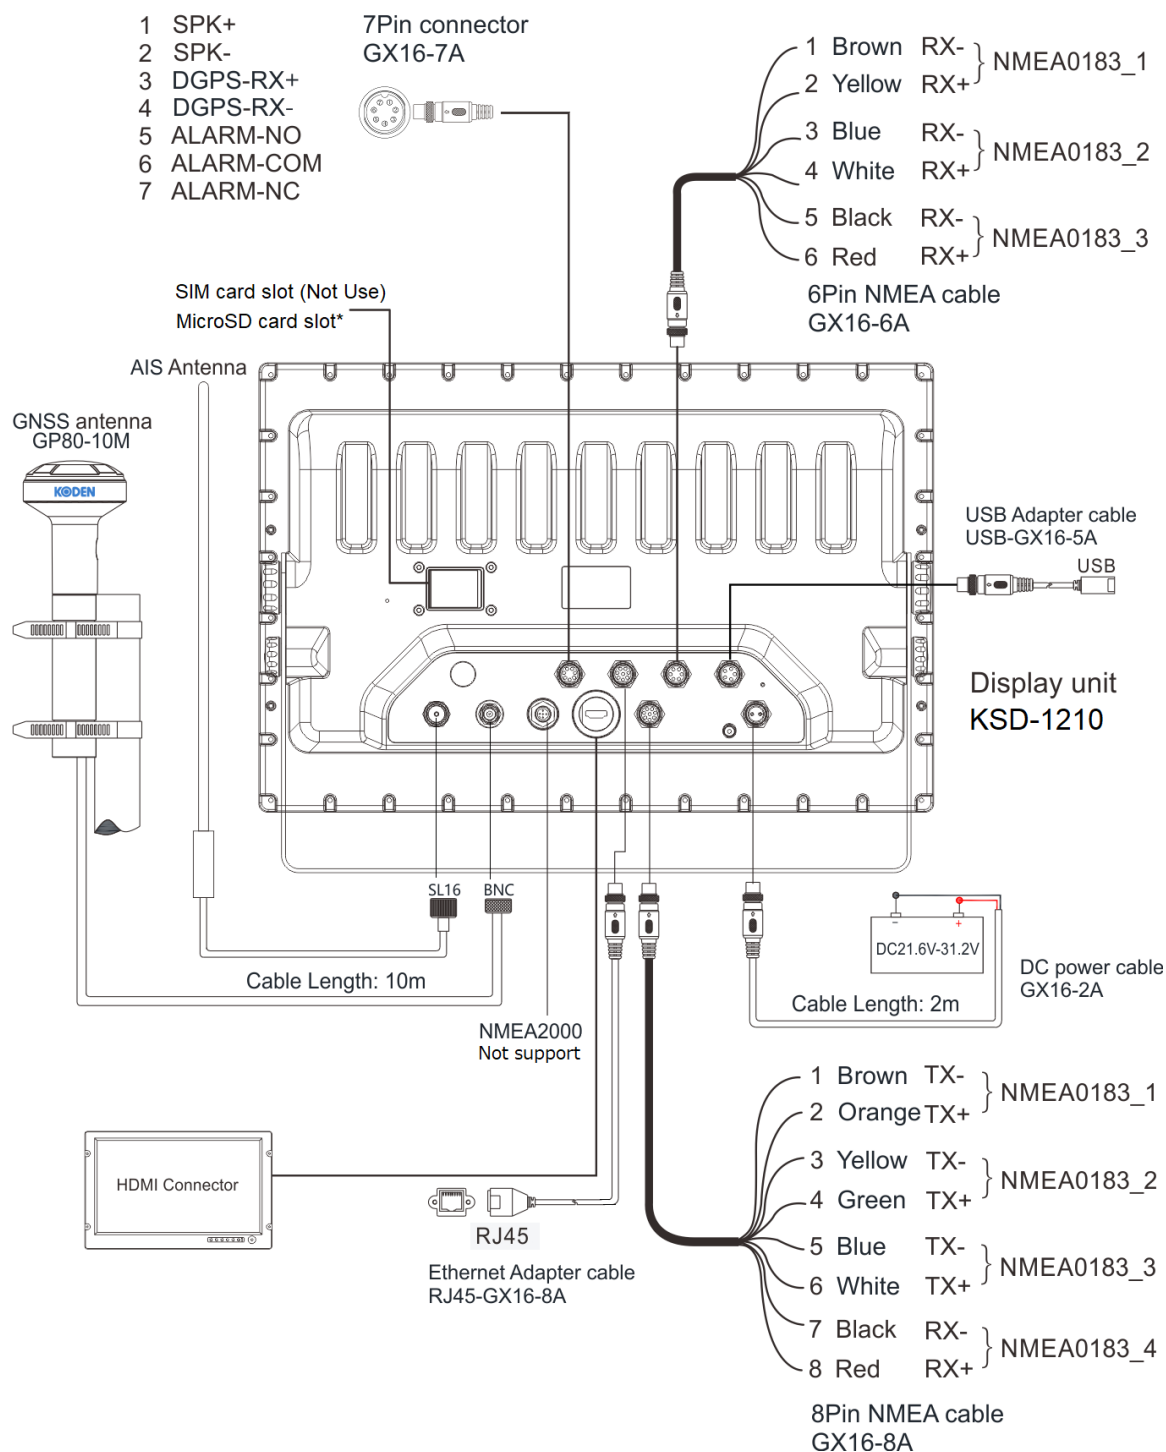 1 SPK+
2 SPK-
3 DGPS-RX+
4 DGPS-RX-
5 ALARM-NO
6 ALARM-COM
7 ALARM-NC
7Pin connector
GX16-7A
1 Brown RX-
2 Yellow RX+
NMEA0183_1
3 Blue RX-
4 White RX+
NMEA0183_2
5 Black RX-
6 Red RX+
NMEA0183_3
6Pin NMEA cable
GX16-6A
SIM card slot (Not Use)
MicroSD card slot*
AIS Antenna
GNSS antenna
GP80-10M
KODEN
USB Adapter cable
USB-GX16-5A
USB
Display unit
KSD-1210
SL16
BNC
Cable Length: 10m
NMEA2000
Not support
- +
DC21.6V-31.2V
DC power cable
GX16-2A
Cable Length: 2m
HDMI Connector
RJ45
Ethernet Adapter cable
RJ45-GX16-8A
1 Brown TX-
2 Orange TX+
NMEA0183_1
3 Yellow TX-
4 Green TX+
NMEA0183_2
5 Blue TX-
6 White TX+
NMEA0183_3
7 Black RX-
8 Red RX+
NMEA0183_4
8Pin NMEA cable
GX16-8A